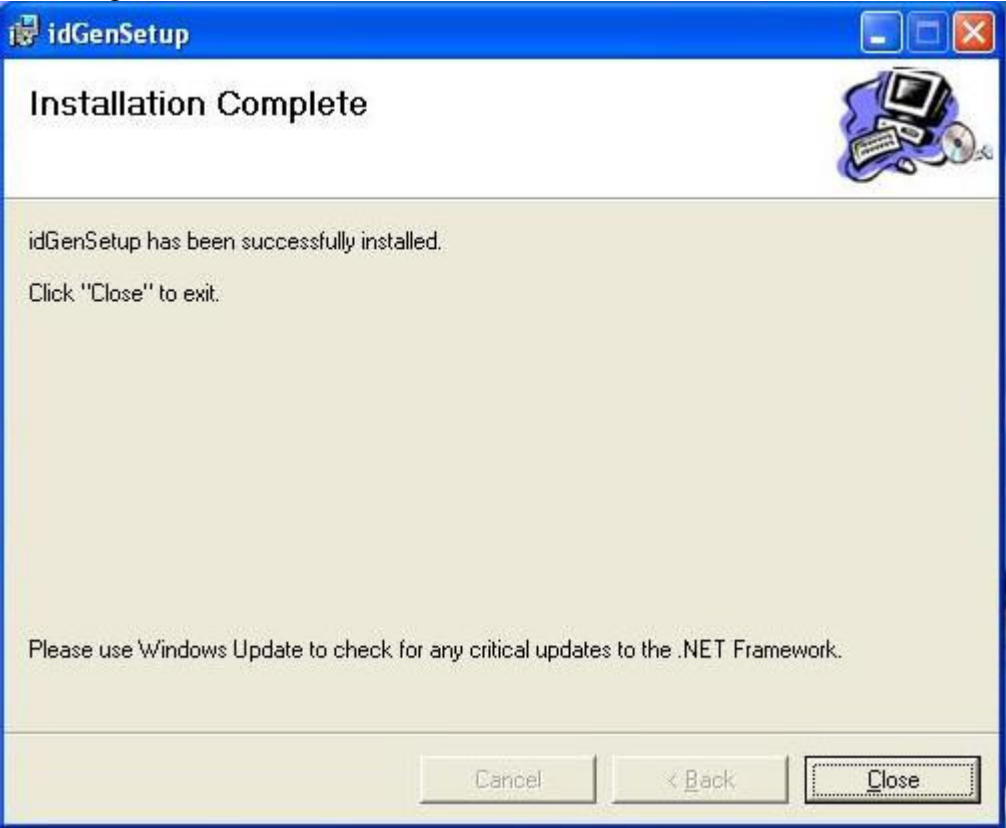 idGenSetup
Installation Complete
idGenSetup has been successfully installed.
Click "Close" to exit.
Please use Windows Update to check for any critical updates to the .NET Framework.
Cancel
< Back
Close